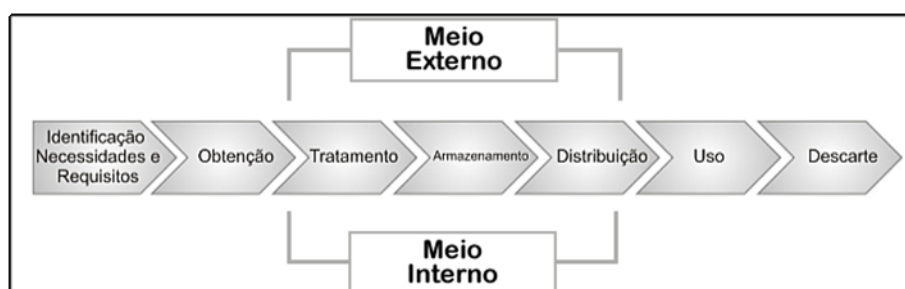 Meio
Externo
Identificação
Necessidades e
Requisitos
Obtenção
Tratamento
Armazenamento
Distribuição
Uso
Descarte
Meio
Interno